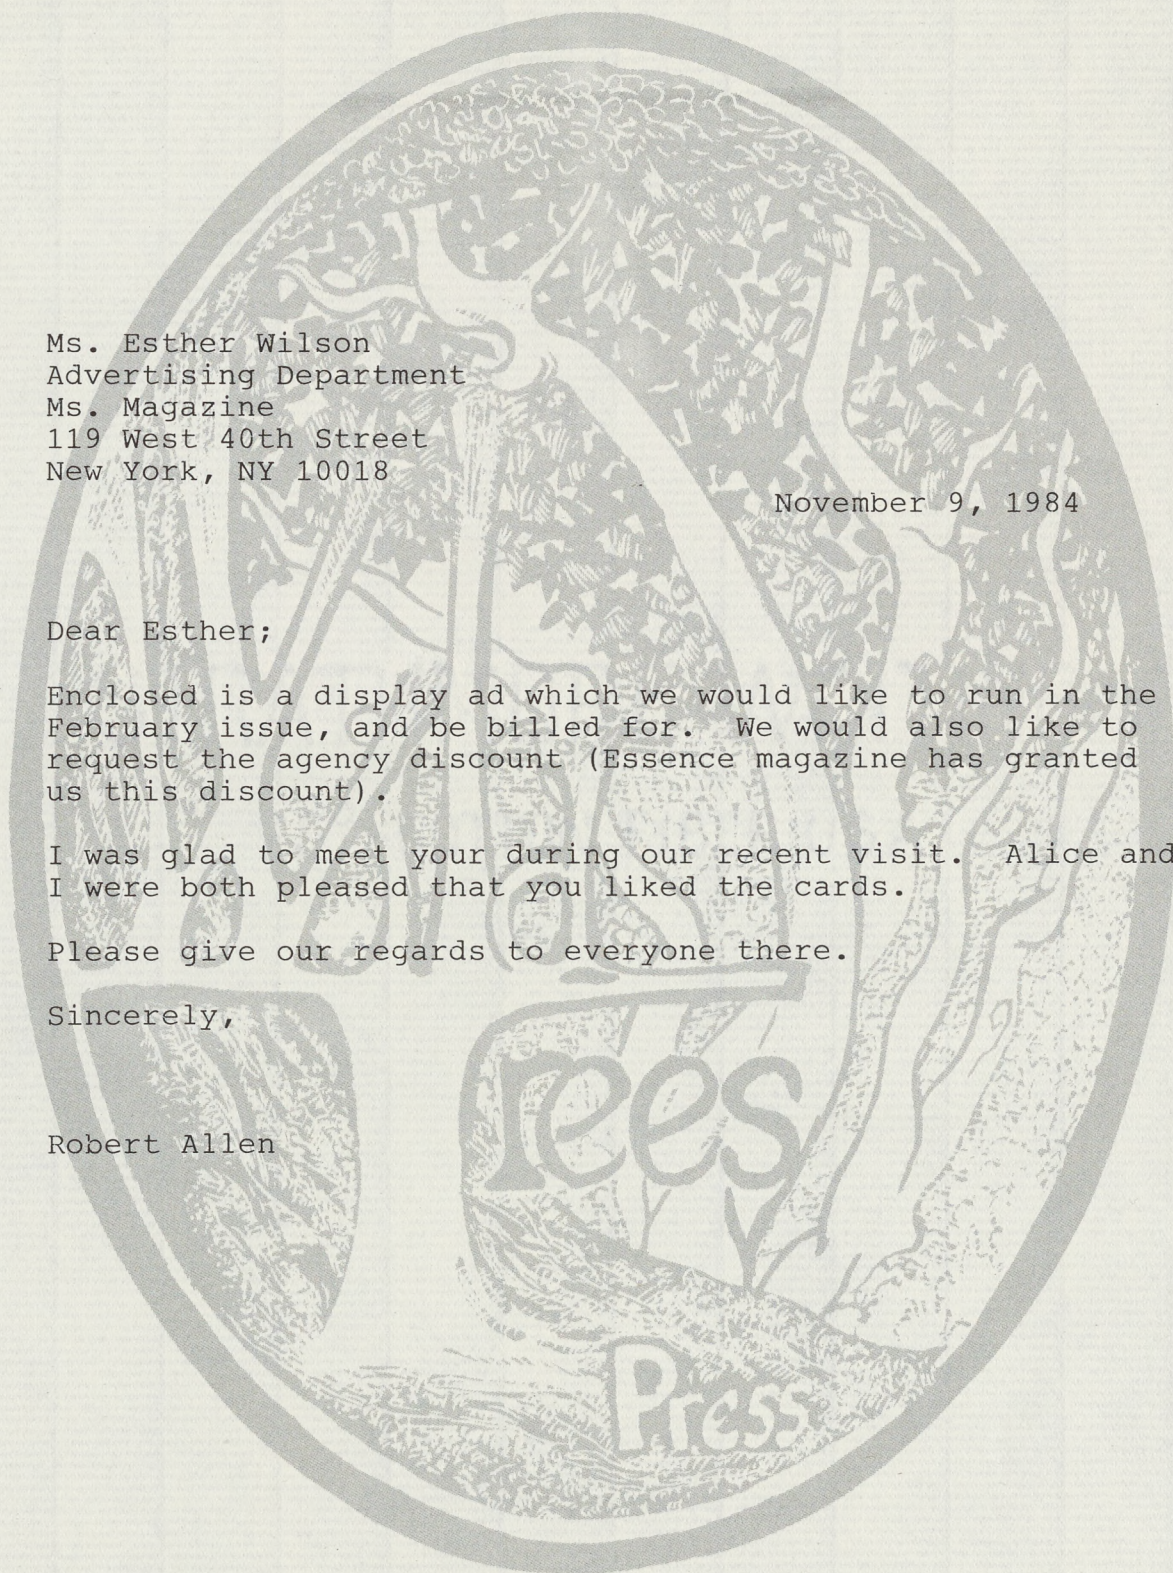 Ms. Esther Wilson
Advertising Department
Ms. Magazine
119 West 40th Street
New York, NY 10018
November 9, 1984
Dear Esther;
Enclosed is a display ad which we would like to run in the
February issue, and be billed for. We would also like to
request the agency discount (Essence magazine has granted
us this discount).
I was glad to meet your during our recent visit. Alice and
I were both pleased that you liked the cards.
Please give our regards to everyone there.
Sincerely,
Robert Allen
Wild
Trees
Press